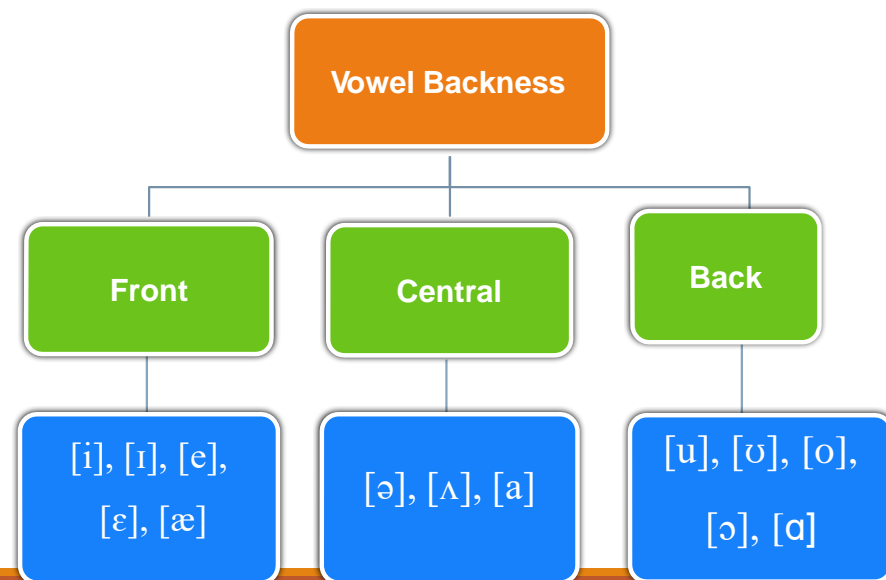 Vowel Backness
Front
Central
Back
[i], [ɪ], [e],
[ɛ], [æ]
[ə], [ʌ], [a]
[u], [ʊ], [o],
[ɔ], [ɑ]